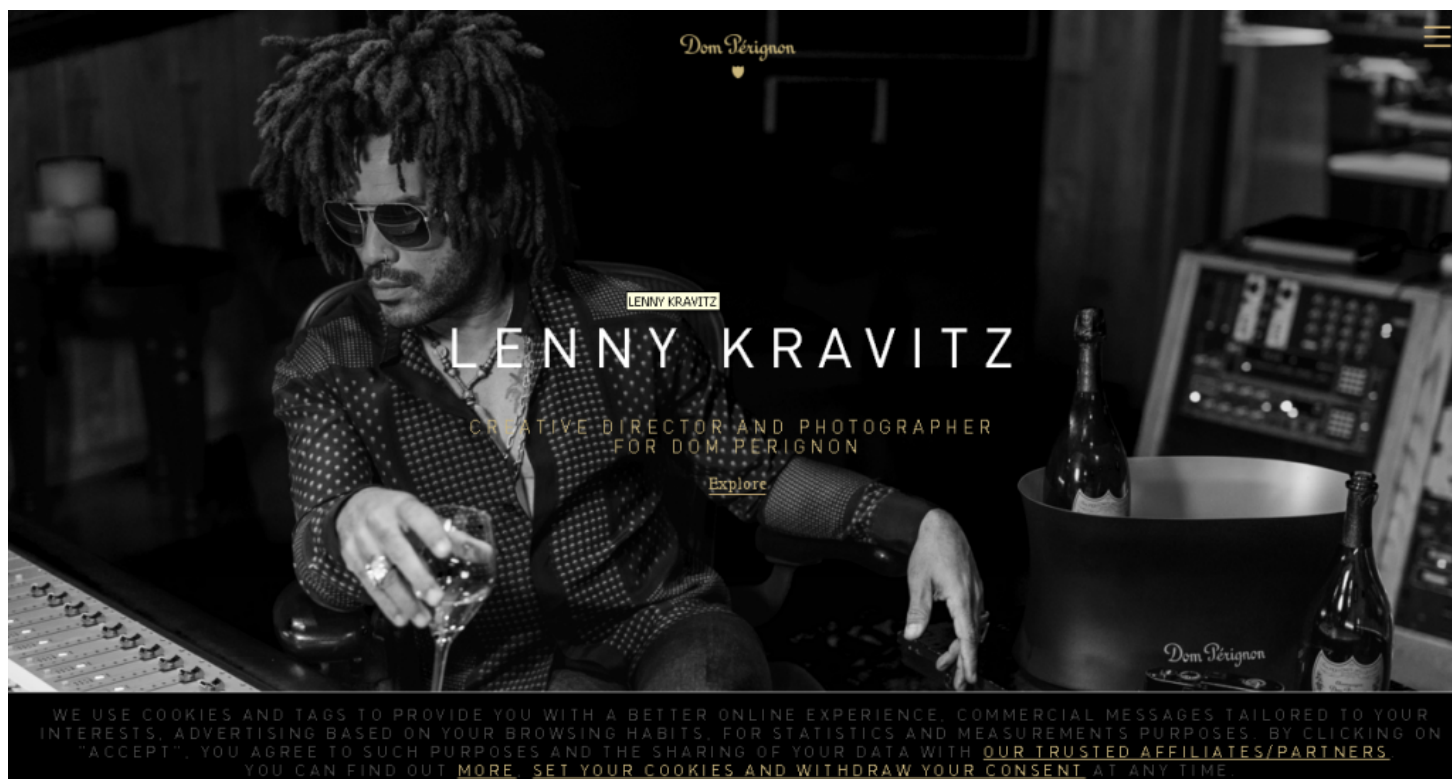 Dom Pérignon
LENNY KRAVITZ
LENNY KRAVITZ
CREATIVE DIRECTOR AND PHOTOGRAPHER
FOR DOM PERIGNON
Explore
Dom Pérignon
WE USE COOKIES AND TAGS TO PROVIDE YOU WITH A BETTER ONLINE EXPERIENCE, COMMERCIAL MESSAGES TAILORED TO YOUR
INTERESTS, ADVERTISING BASED ON YOUR BROWSING HABITS, FOR STATISTICS AND MEASUREMENTS PURPOSES. BY CLICKING ON
"ACCEPT", YOU AGREE TO SUCH PURPOSES AND THE SHARING OF YOUR DATA WITH OUR TRUSTED AFFILIATES/PARTNERS.
YOU CAN FIND OUT MORE, SET YOUR COOKIES AND WITHDRAW YOUR CONSENT AT ANY TIME.